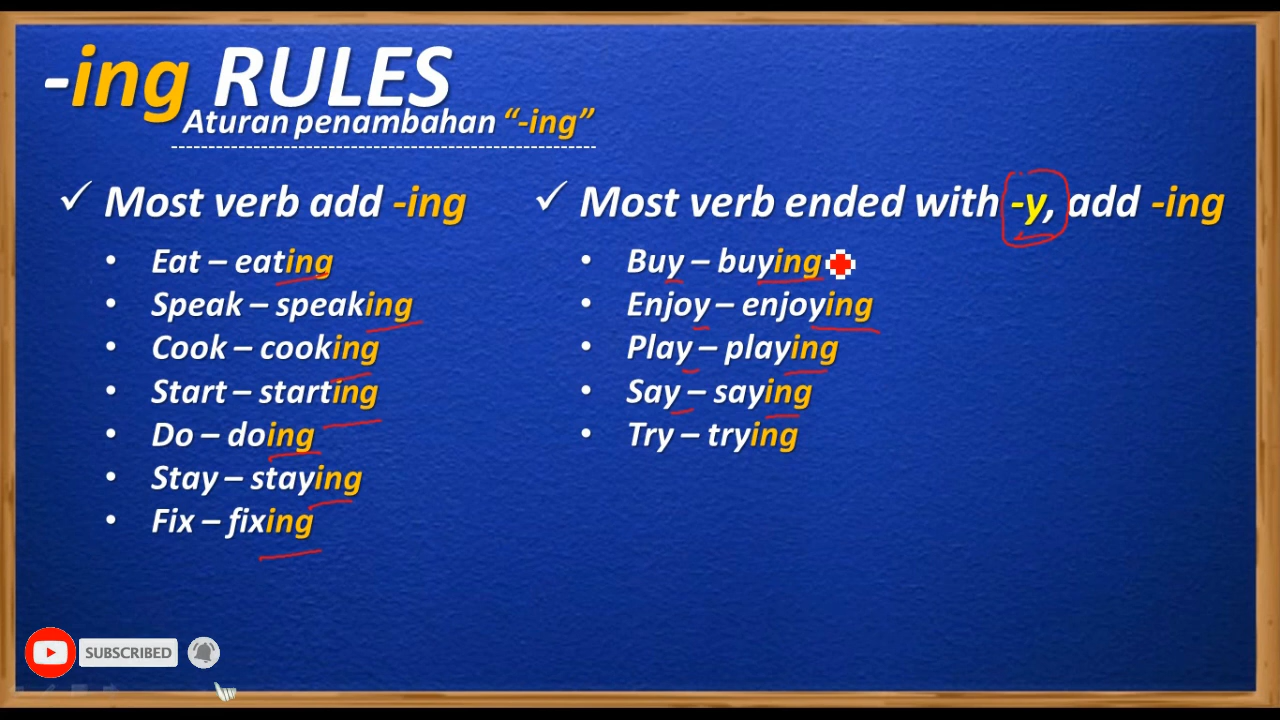 -ing RULES
Aturan penambahan “-ing”
✓ Most verb add -ing
• Eat – eating
• Speak – speaking
• Cook – cooking
• Start – starting
• Do – doing
• Stay – staying
• Fix – fixing
✓ Most verb ended with -y, add -ing
• Buy – buying
• Enjoy – enjoying
• Play – playing
• Say – saying
• Try – trying
SUBSCRIBED